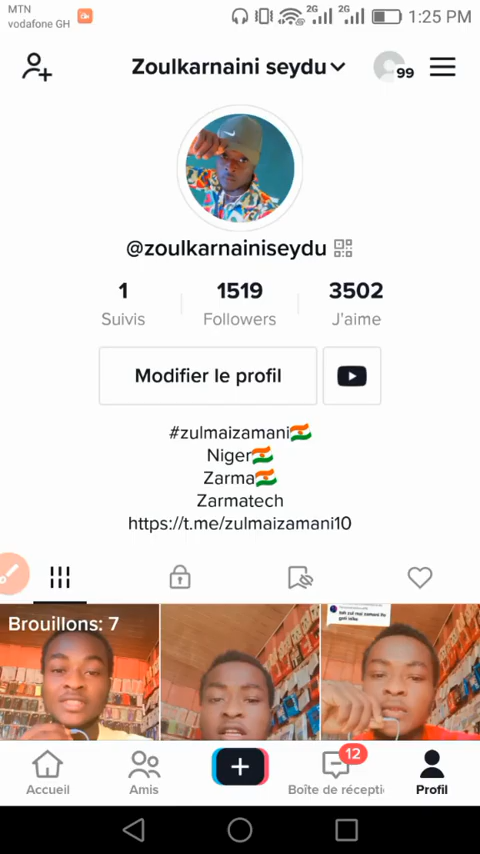 MTN
vodafone GH
2G
2G
1:25 PM
Zoulkarnaini seydu
99
@zoulkarnainiseydu
1
1519
3502
Suivis
Followers
J'aime
Modifier le profil
#zulmaizamani🇳🇪
Niger🇳🇪
Zarma🇳🇪
Zarmatech
https://t.me/zulmaizamani10
Brouillons: 7
12
Accueil
Amis
Boîte de récepti
Profil